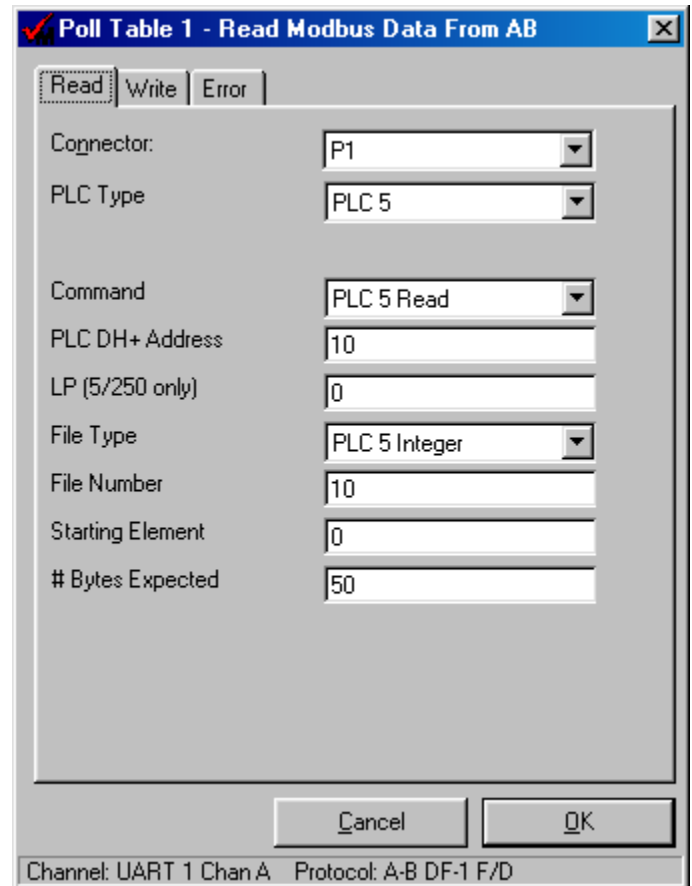 Poll Table 1 - Read Modbus Data From AB
Read Write Error
Connector: P1
PLC Type PLC 5
Command PLC 5 Read
PLC DH+ Address 10
LP (5/250 only) 0
File Type PLC 5 Integer
File Number 10
Starting Element 0
# Bytes Expected 50
Cancel OK
Channel: UART 1 Chan A Protocol: A-B DF-1 F/D